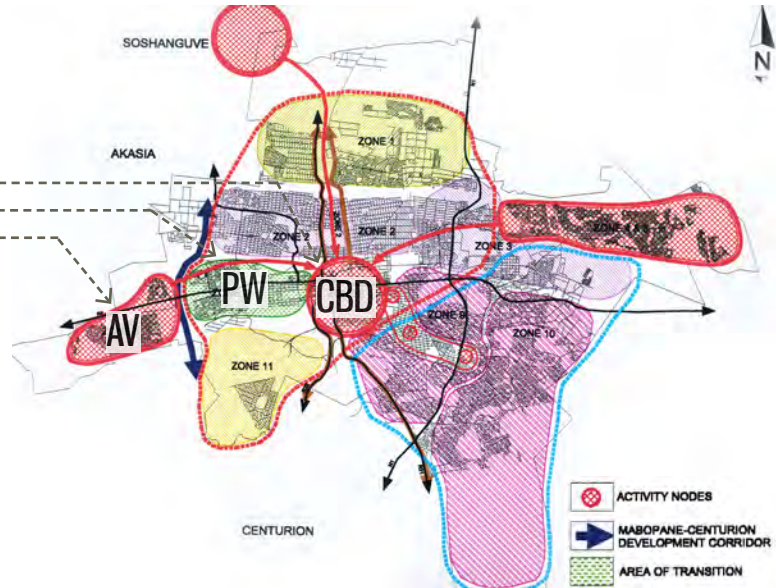 SOSHANGUVE
N
AKASIA
ZONE 1
ZONE 2
ZONE 2
ZONE 3
PW
CBD
AV
ZONE 10
ZONE 11
CENTURION
ACTIVITY NODES
MABOPANE-CENTURION
DEVELOPMENT CORRIDOR
AREA OF TRANSITION